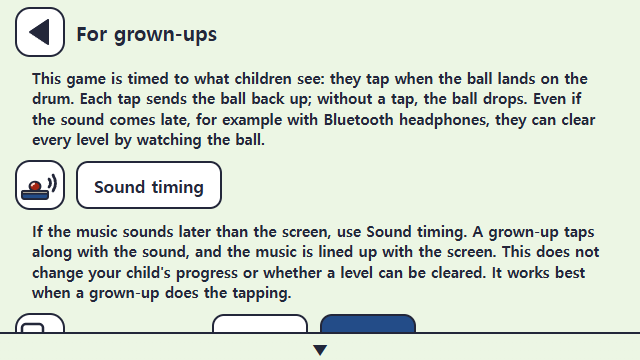 For grown-ups
This game is timed to what children see: they tap when the ball lands on the
drum. Each tap sends the ball back up; without a tap, the ball drops. Even if
the sound comes late, for example with Bluetooth headphones, they can clear
every level by watching the ball.
Sound timing
If the music sounds later than the screen, use Sound timing. A grown-up taps
along with the sound, and the music is lined up with the screen. This does not
change your child's progress or whether a level can be cleared. It works best
when a grown-up does the tapping.